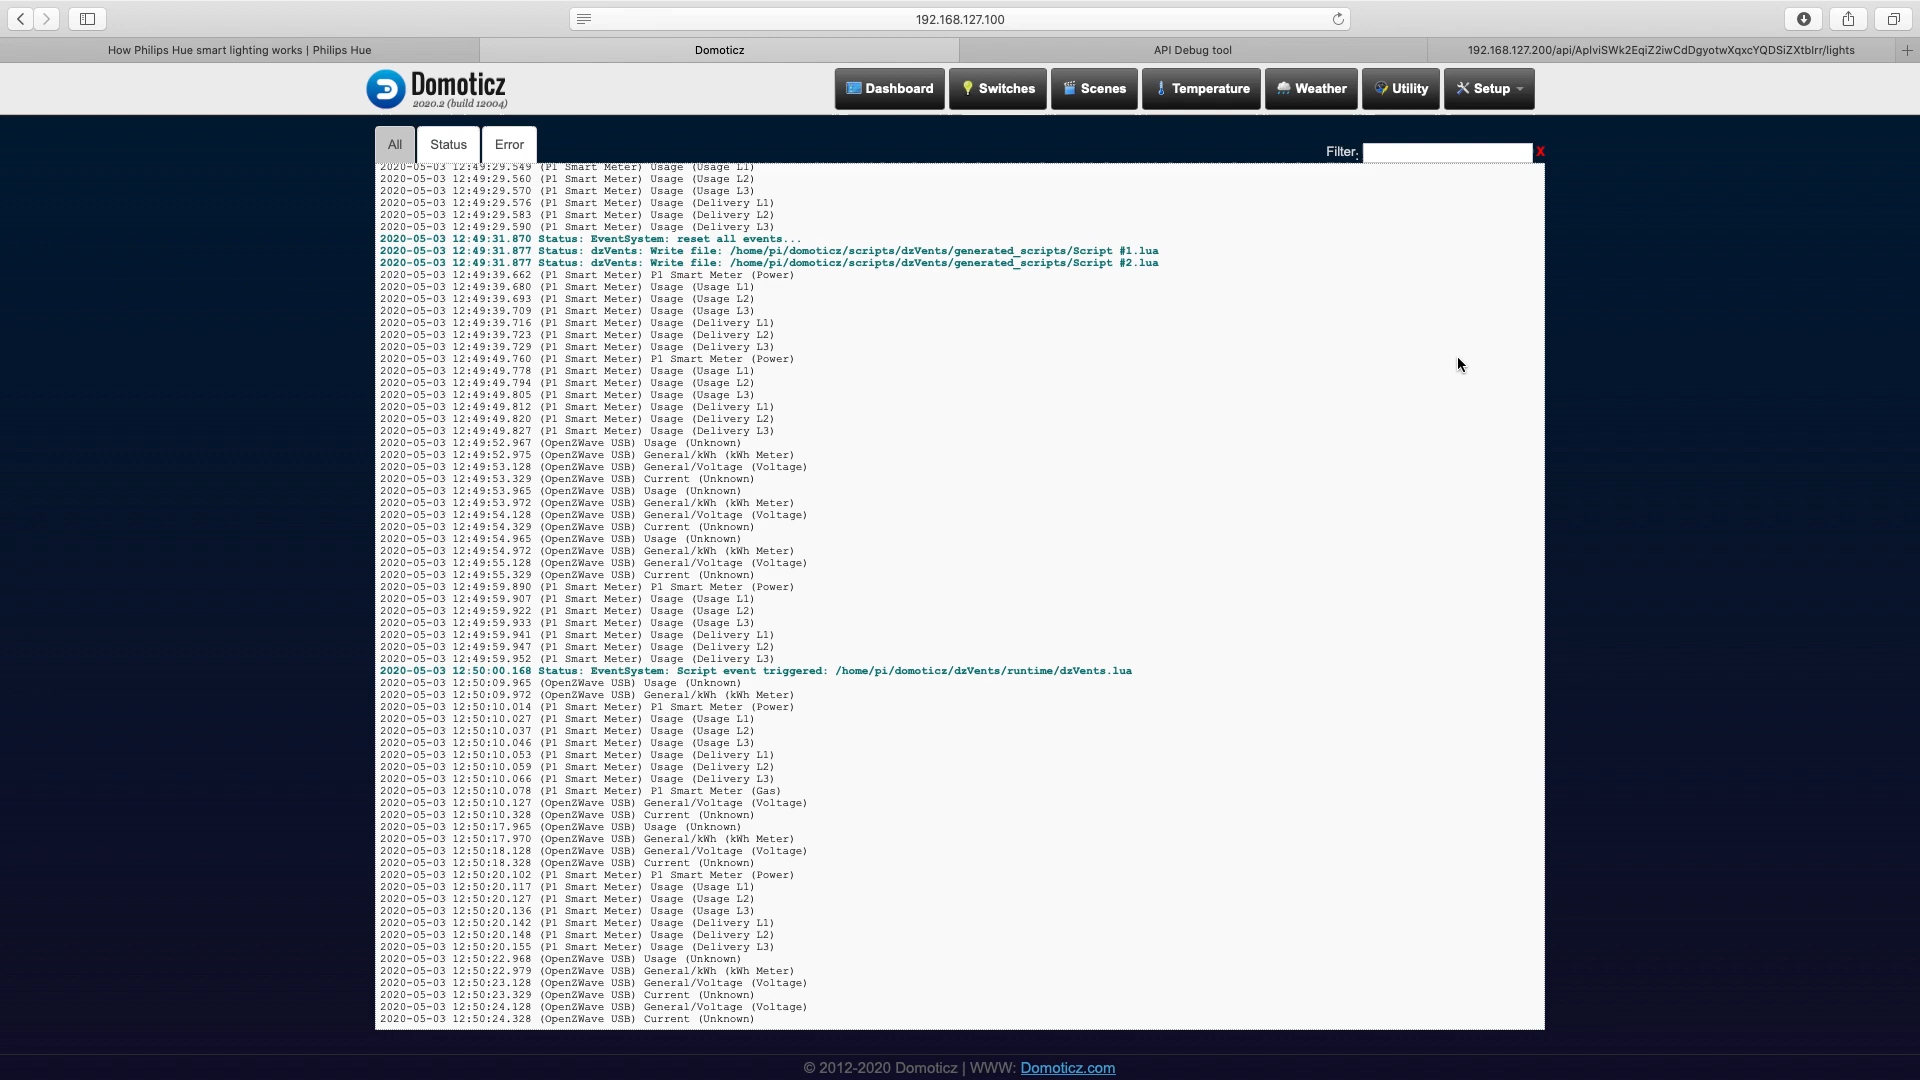 192.168.127.100
How Philips Hue smart lighting works | Philips Hue
Domoticz
API Debug tool
192.168.127.200/api/ApIviSWk2EqiZ2iwCdDgyotwXqxcYQDSiZXtbIrr/lights
Domoticz
2020.2 (build 12004)
Dashboard
Switches
Scenes
Temperature
Weather
Utility
Setup
All
Status
Error
Filter:
X
2020-05-03 12:49:29.549 (P1 Smart Meter) Usage (Usage L1)
2020-05-03 12:49:29.560 (P1 Smart Meter) Usage (Usage L2)
2020-05-03 12:49:29.570 (P1 Smart Meter) Usage (Usage L3)
2020-05-03 12:49:29.576 (P1 Smart Meter) Usage (Delivery L1)
2020-05-03 12:49:29.583 (P1 Smart Meter) Usage (Delivery L2)
2020-05-03 12:49:29.590 (P1 Smart Meter) Usage (Delivery L3)
2020-05-03 12:49:31.870 Status: EventSystem: reset all events...
2020-05-03 12:49:31.877 Status: dzVents: Write file: /home/pi/domoticz/scripts/dzVents/generated_scripts/Script #1.lua
2020-05-03 12:49:31.877 Status: dzVents: Write file: /home/pi/domoticz/scripts/dzVents/generated_scripts/Script #2.lua
2020-05-03 12:49:39.662 (P1 Smart Meter) P1 Smart Meter (Power)
2020-05-03 12:49:39.680 (P1 Smart Meter) Usage (Usage L1)
2020-05-03 12:49:39.693 (P1 Smart Meter) Usage (Usage L2)
2020-05-03 12:49:39.709 (P1 Smart Meter) Usage (Usage L3)
2020-05-03 12:49:39.716 (P1 Smart Meter) Usage (Delivery L1)
2020-05-03 12:49:39.723 (P1 Smart Meter) Usage (Delivery L2)
2020-05-03 12:49:39.729 (P1 Smart Meter) Usage (Delivery L3)
2020-05-03 12:49:49.760 (P1 Smart Meter) P1 Smart Meter (Power)
2020-05-03 12:49:49.778 (P1 Smart Meter) Usage (Usage L1)
2020-05-03 12:49:49.794 (P1 Smart Meter) Usage (Usage L2)
2020-05-03 12:49:49.805 (P1 Smart Meter) Usage (Usage L3)
2020-05-03 12:49:49.812 (P1 Smart Meter) Usage (Delivery L1)
2020-05-03 12:49:49.820 (P1 Smart Meter) Usage (Delivery L2)
2020-05-03 12:49:49.827 (P1 Smart Meter) Usage (Delivery L3)
2020-05-03 12:49:52.967 (OpenZWave USB) Usage (Unknown)
2020-05-03 12:49:52.975 (OpenZWave USB) General/kWh (kWh Meter)
2020-05-03 12:49:53.128 (OpenZWave USB) General/Voltage (Voltage)
2020-05-03 12:49:53.329 (OpenZWave USB) Current (Unknown)
2020-05-03 12:49:53.965 (OpenZWave USB) Usage (Unknown)
2020-05-03 12:49:53.972 (OpenZWave USB) General/kWh (kWh Meter)
2020-05-03 12:49:54.128 (OpenZWave USB) General/Voltage (Voltage)
2020-05-03 12:49:54.329 (OpenZWave USB) Current (Unknown)
2020-05-03 12:49:54.965 (OpenZWave USB) Usage (Unknown)
2020-05-03 12:49:54.972 (OpenZWave USB) General/kWh (kWh Meter)
2020-05-03 12:49:55.128 (OpenZWave USB) General/Voltage (Voltage)
2020-05-03 12:49:55.329 (OpenZWave USB) Current (Unknown)
2020-05-03 12:49:59.890 (P1 Smart Meter) P1 Smart Meter (Power)
2020-05-03 12:49:59.907 (P1 Smart Meter) Usage (Usage L1)
2020-05-03 12:49:59.922 (P1 Smart Meter) Usage (Usage L2)
2020-05-03 12:49:59.933 (P1 Smart Meter) Usage (Usage L3)
2020-05-03 12:49:59.941 (P1 Smart Meter) Usage (Delivery L1)
2020-05-03 12:49:59.947 (P1 Smart Meter) Usage (Delivery L2)
2020-05-03 12:49:59.952 (P1 Smart Meter) Usage (Delivery L3)
2020-05-03 12:50:00.168 Status: EventSystem: Script event triggered: /home/pi/domoticz/dzVents/runtime/dzVents.lua
2020-05-03 12:50:09.965 (OpenZWave USB) Usage (Unknown)
2020-05-03 12:50:09.972 (OpenZWave USB) General/kWh (kWh Meter)
2020-05-03 12:50:10.014 (P1 Smart Meter) P1 Smart Meter (Power)
2020-05-03 12:50:10.027 (P1 Smart Meter) Usage (Usage L1)
2020-05-03 12:50:10.037 (P1 Smart Meter) Usage (Usage L2)
2020-05-03 12:50:10.046 (P1 Smart Meter) Usage (Usage L3)
2020-05-03 12:50:10.053 (P1 Smart Meter) Usage (Delivery L1)
2020-05-03 12:50:10.059 (P1 Smart Meter) Usage (Delivery L2)
2020-05-03 12:50:10.066 (P1 Smart Meter) Usage (Delivery L3)
2020-05-03 12:50:10.078 (P1 Smart Meter) P1 Smart Meter (Gas)
2020-05-03 12:50:10.127 (OpenZWave USB) General/Voltage (Voltage)
2020-05-03 12:50:10.328 (OpenZWave USB) Current (Unknown)
2020-05-03 12:50:17.965 (OpenZWave USB) Usage (Unknown)
2020-05-03 12:50:17.970 (OpenZWave USB) General/kWh (kWh Meter)
2020-05-03 12:50:18.128 (OpenZWave USB) General/Voltage (Voltage)
2020-05-03 12:50:18.328 (OpenZWave USB) Current (Unknown)
2020-05-03 12:50:20.102 (P1 Smart Meter) P1 Smart Meter (Power)
2020-05-03 12:50:20.117 (P1 Smart Meter) Usage (Usage L1)
2020-05-03 12:50:20.127 (P1 Smart Meter) Usage (Usage L2)
2020-05-03 12:50:20.136 (P1 Smart Meter) Usage (Usage L3)
2020-05-03 12:50:20.142 (P1 Smart Meter) Usage (Delivery L1)
2020-05-03 12:50:20.148 (P1 Smart Meter) Usage (Delivery L2)
2020-05-03 12:50:20.155 (P1 Smart Meter) Usage (Delivery L3)
2020-05-03 12:50:22.968 (OpenZWave USB) Usage (Unknown)
2020-05-03 12:50:22.979 (OpenZWave USB) General/kWh (kWh Meter)
2020-05-03 12:50:23.128 (OpenZWave USB) General/Voltage (Voltage)
2020-05-03 12:50:23.329 (OpenZWave USB) Current (Unknown)
2020-05-03 12:50:24.128 (OpenZWave USB) General/Voltage (Voltage)
2020-05-03 12:50:24.328 (OpenZWave USB) Current (Unknown)
© 2012-2020 Domoticz | WWW: Domoticz.com